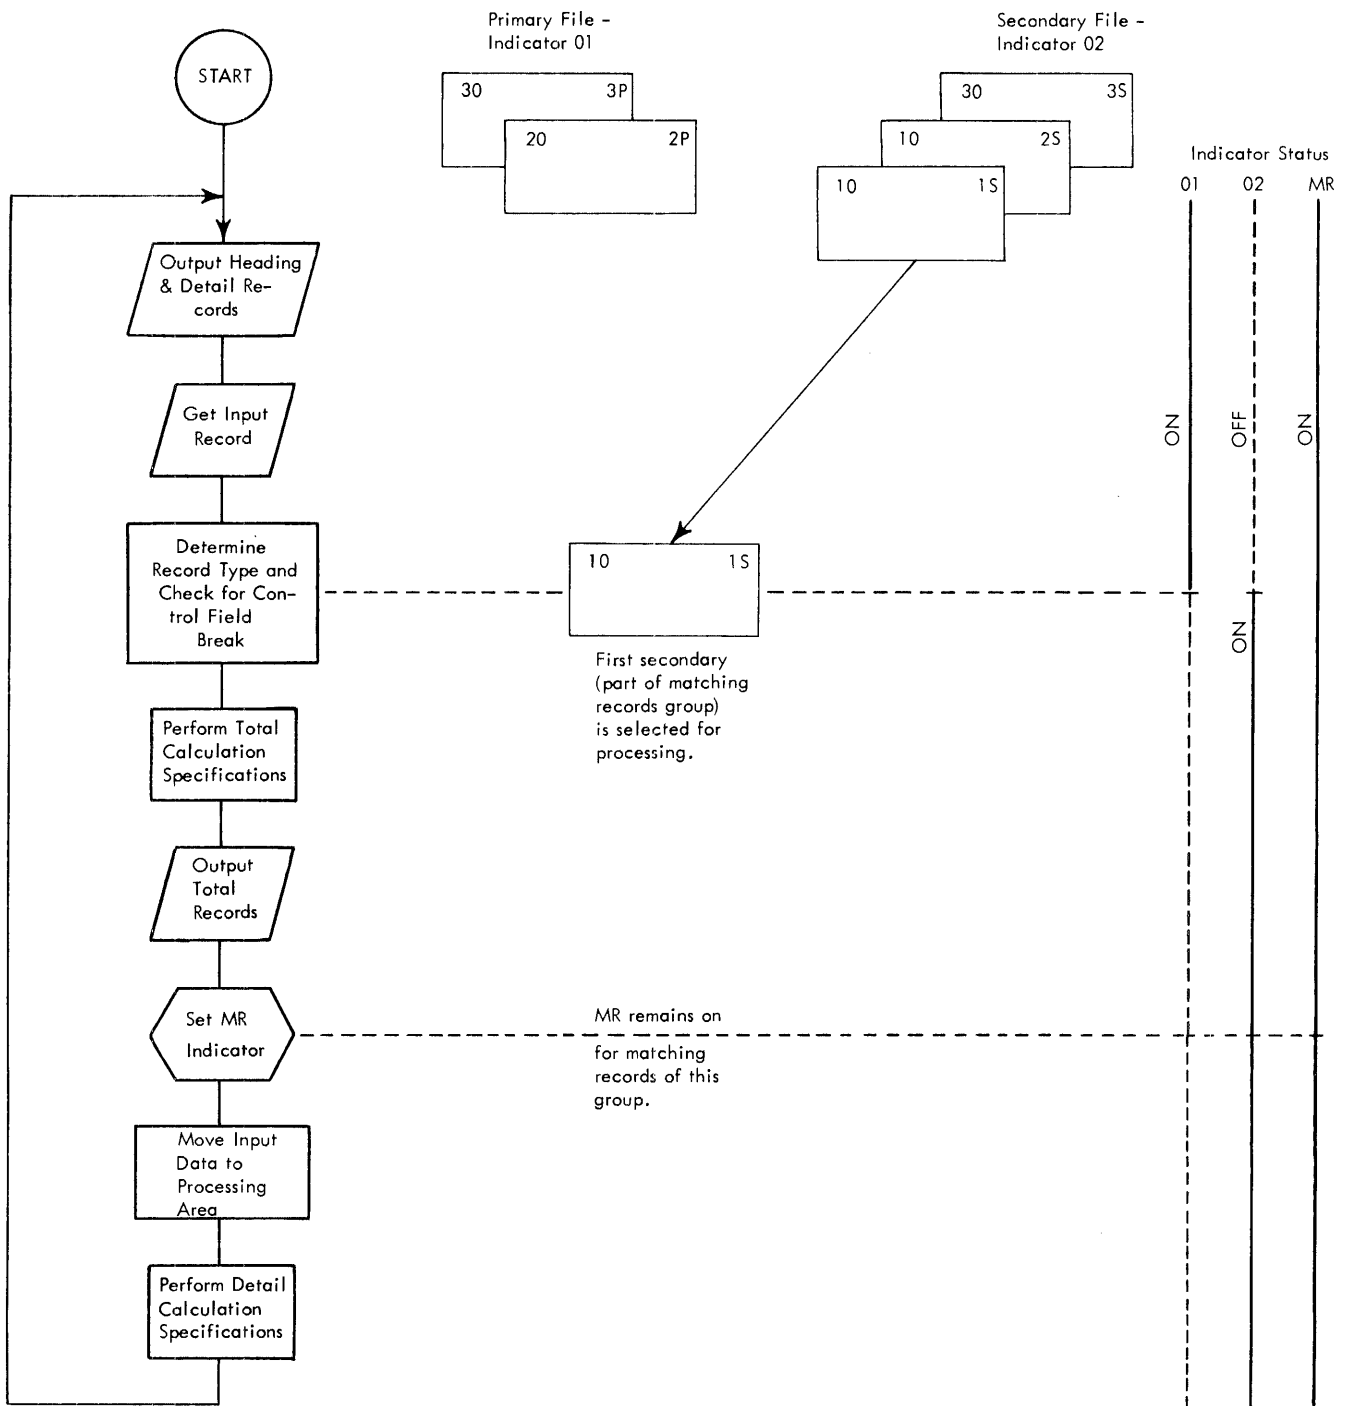 Primary File -
Indicator 01
Secondary File -
Indicator 02
START
30 3P
20 2P
30 3S
10 2S
10 1S
Indicator Status
01 02 MR
Output Heading
& Detail Re-
cords
Get Input
Record
ON
OFF
ON
Determine
Record Type and
Check for Con-
trol Field
Break
10 1S
ON
First secondary
(part of matching
records group)
is selected for
processing.
Perform Total
Calculation
Specifications
Output
Total
Records
Set MR
Indicator
MR remains on
for matching
records of this
group.
Move Input
Data to
Processing
Area
Perform Detail
Calculation
Specifications